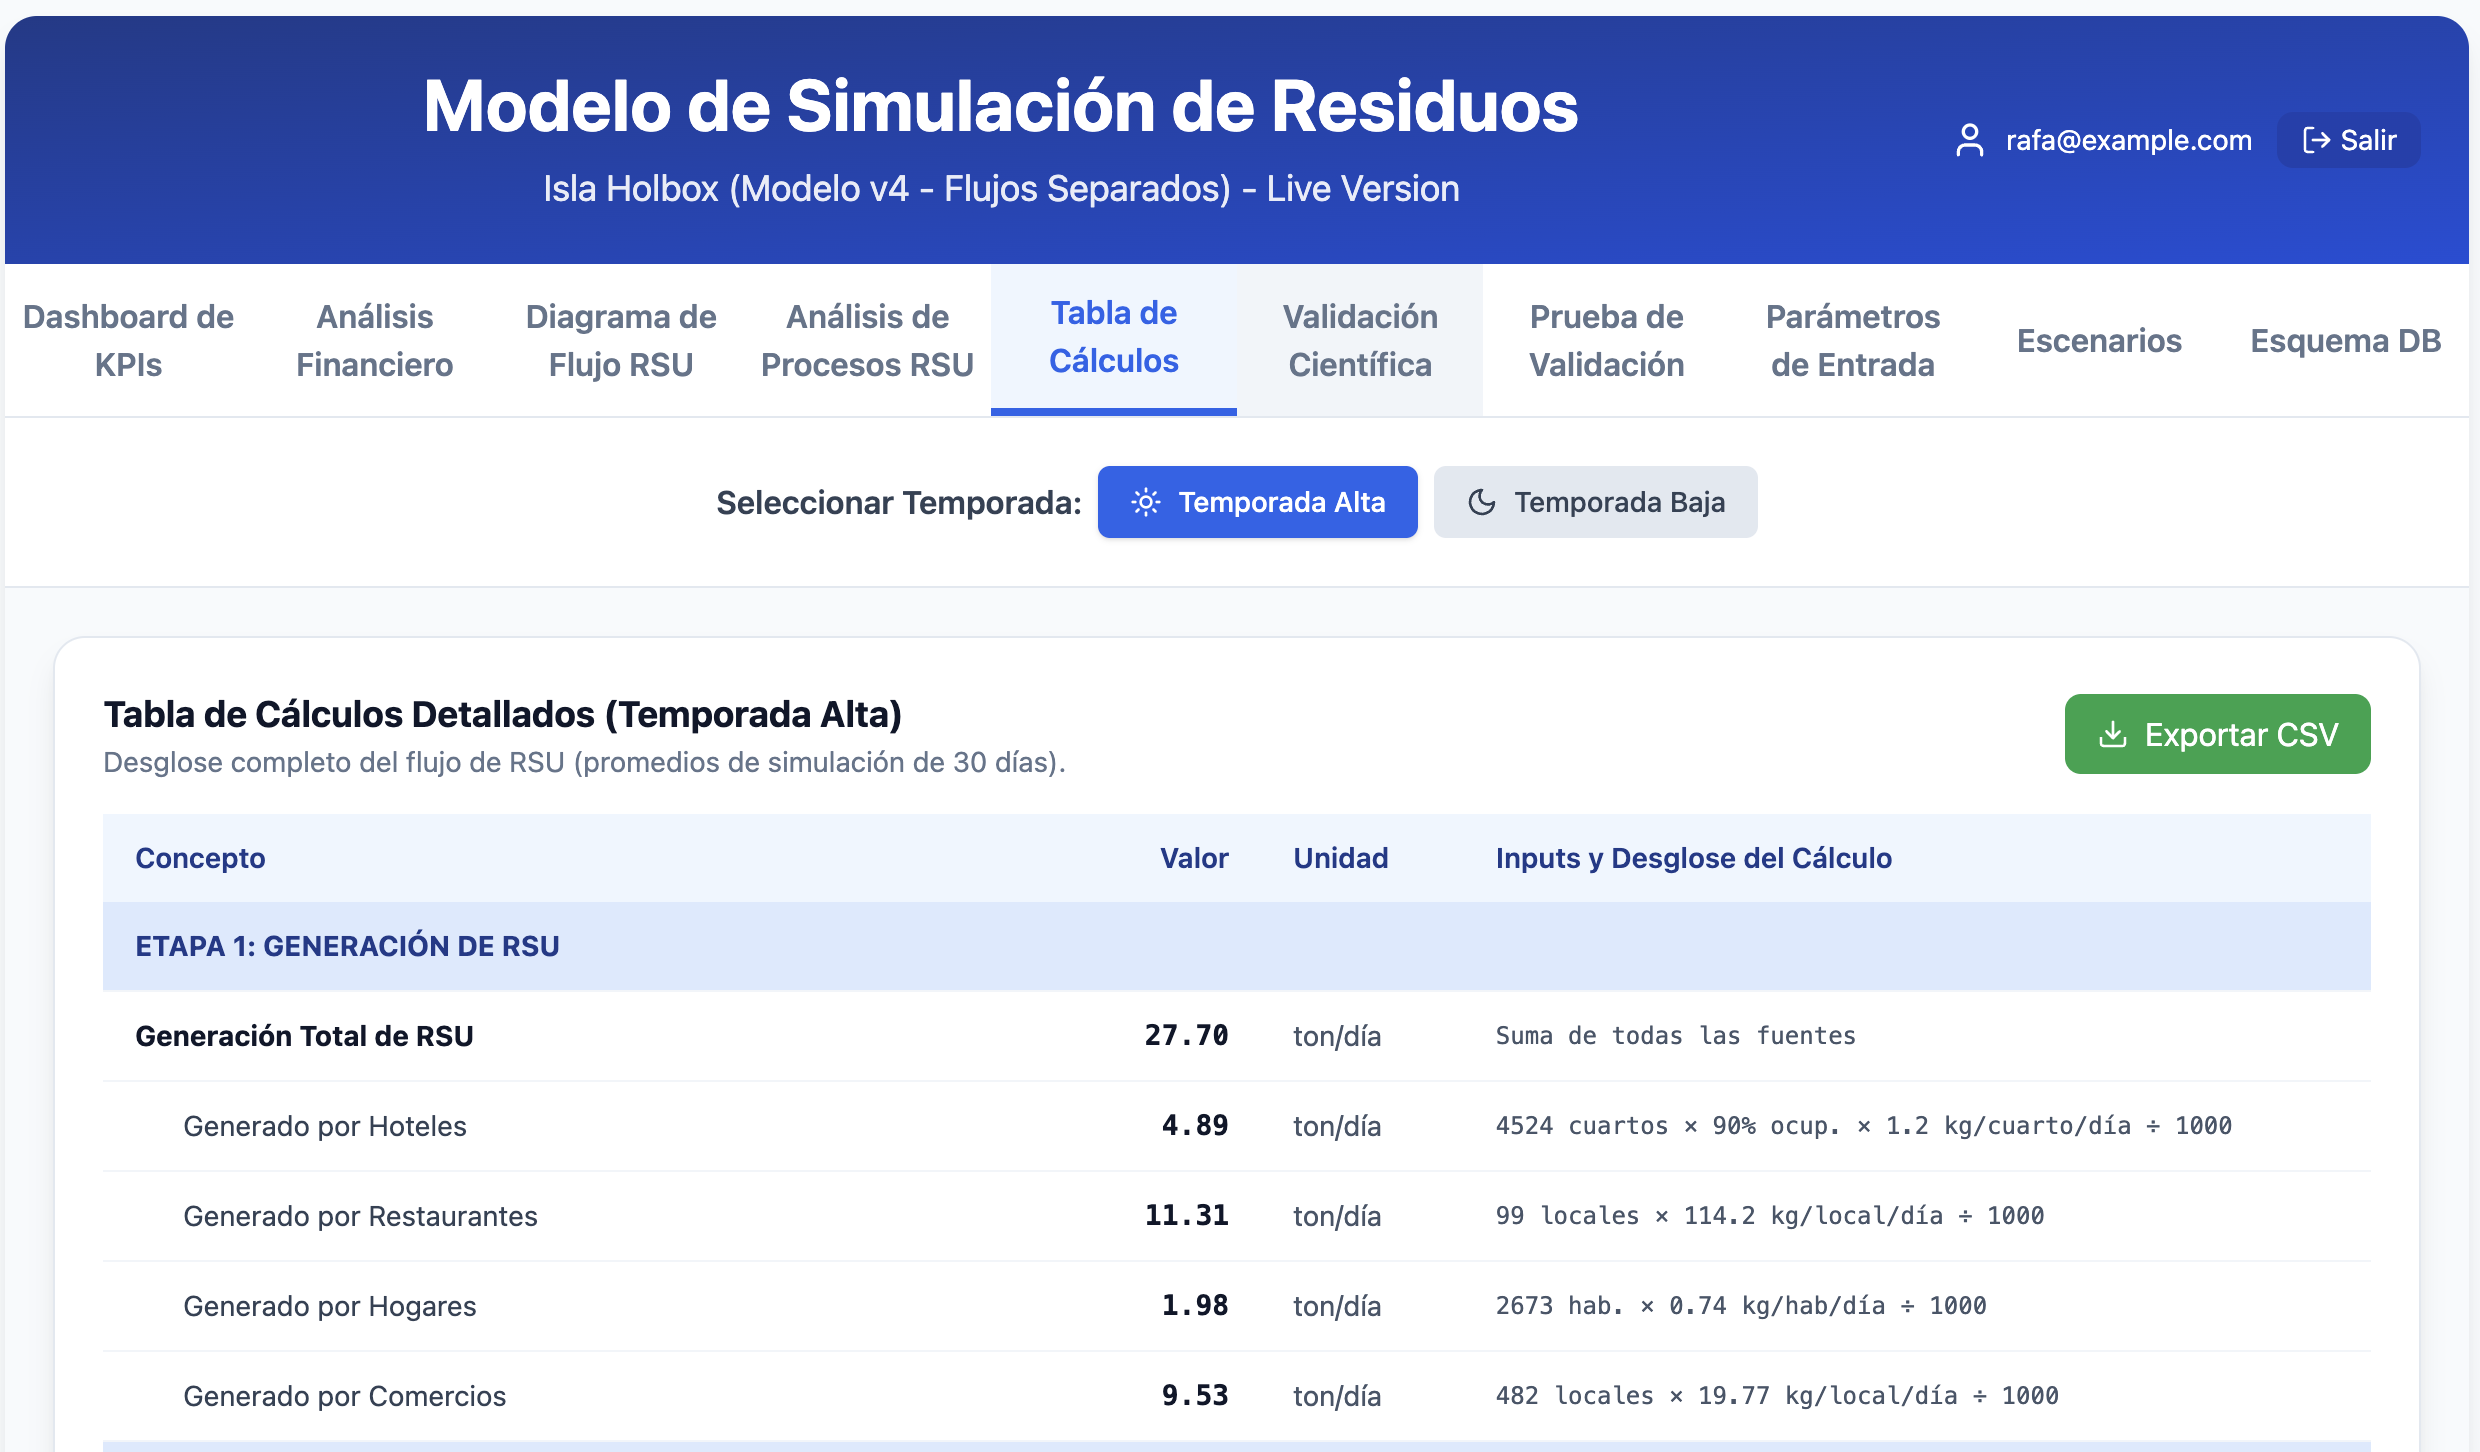 Modelo de Simulación de Residuos
Isla Holbox (Modelo v4 - Flujos Separados) - Live Version
rafa@example.com
Salir
Dashboard de KPIs
Análisis Financiero
Diagrama de Flujo RSU
Análisis de Procesos RSU
Tabla de Cálculos
Validación Científica
Prueba de Validación
Parámetros de Entrada
Escenarios
Esquema DB
Seleccionar Temporada:
Temporada Alta
Temporada Baja
Tabla de Cálculos Detallados (Temporada Alta)
Desglose completo del flujo de RSU (promedios de simulación de 30 días).
Exportar CSV
Concepto Valor Unidad Inputs y Desglose del Cálculo
ETAPA 1: GENERACIÓN DE RSU
Generación Total de RSU 27.70 ton/día Suma de todas las fuentes
Generado por Hoteles 4.89 ton/día 4524 cuartos × 90% ocup. × 1.2 kg/cuarto/día ÷ 1000
Generado por Restaurantes 11.31 ton/día 99 locales × 114.2 kg/local/día ÷ 1000
Generado por Hogares 1.98 ton/día 2673 hab. × 0.74 kg/hab/día ÷ 1000
Generado por Comercios 9.53 ton/día 482 locales × 19.77 kg/local/día ÷ 1000